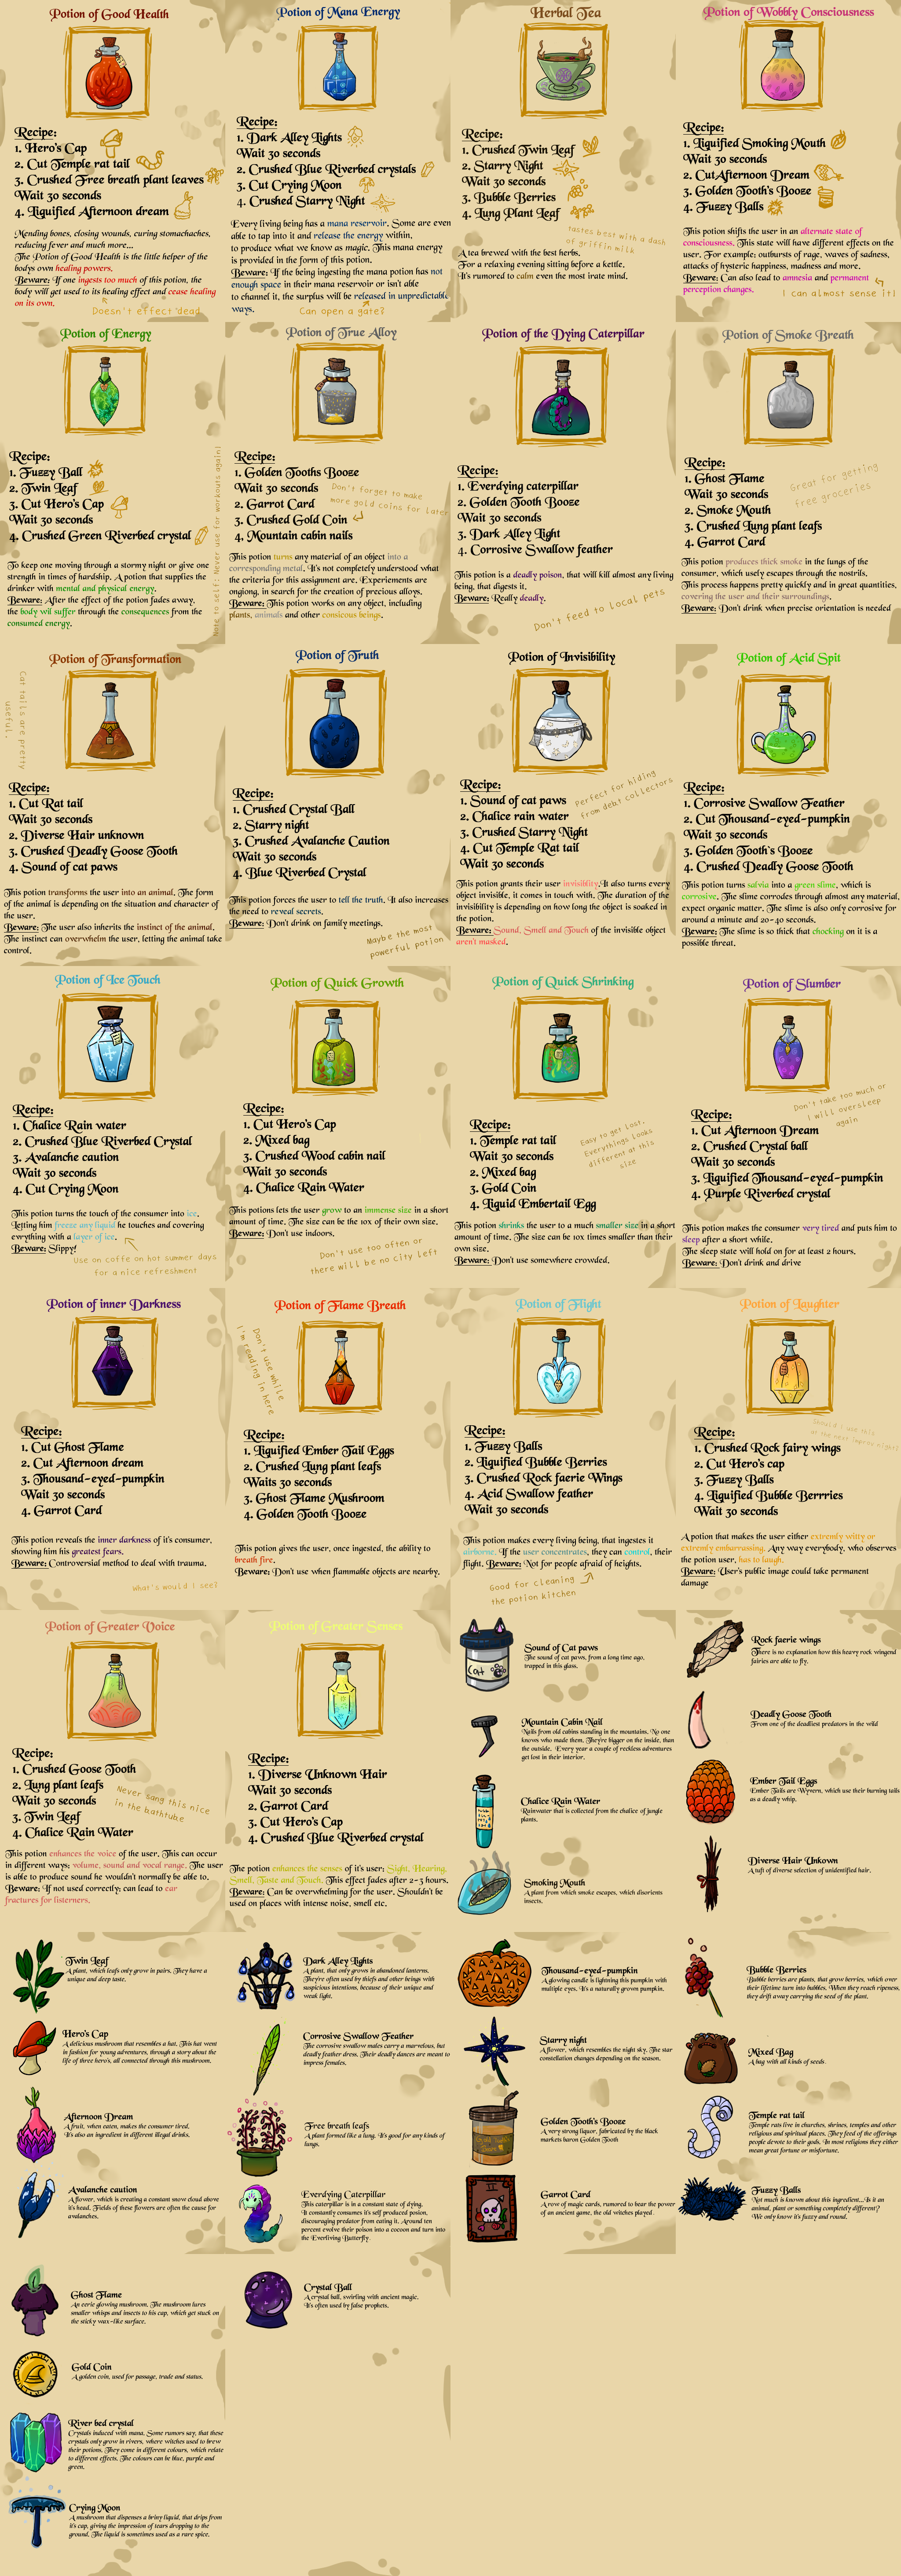 Potion of Good Health
Recipe:
1. Hero's Cap
2. Cut Temple rat tail
3. Crushed Free breath plant leaves
Wait 30 seconds
4. Liquified Afternoon dream
Mending bones, closing wounds, curing stomachaches,
reducing fever and much more...
The Potion of Good Health is the little helper of the
bodys own healing powers.
Beware: If one ingests too much of this potion, the
body will get used to its healing effect and cease healing
on its own.
Doesn't effect dead
Potion of Mana Energy
Recipe:
1. Dark Alley Lights
Wait 30 seconds
2. Crushed Blue Riverbed crystals
3. Cut Crying Moon
4. Crushed Starry Night
Every living being has a mana reservoir. Some are even
able to tap into it and release the energy within,
to produce what we know as magic. This mana energy
is provided in the form of this potion.
Beware: If the being ingesting the mana potion has not
enough space in their mana reservoir or isn't able
to channel it, the surplus will be released in unpredictable
ways.
Can open a gate?
Herbal Tea
Recipe:
1. Crushed Twin Leaf
2. Starry Night
Wait 30 seconds
3. Bubble Berries
4. Lung Plant Leaf
tastes best with a dash
of griffin milk
A tea brewed with the best herbs.
For a relaxing evening sitting before a kettle.
It's rumored to calm even the most irate mind.
Potion of Wobbly Consciousness
Recipe:
1. Liquified Smoking Mouth
Wait 30 seconds
2. CutAfternoon Dream
3. Golden Tooth's Booze
4. Fuzzy Balls
This potion shifts the user in an alternate state of
consciousness. This state will have different effects on the
user. For example; outbursts of rage, waves of sadness,
attacks of hysteric happiness, madness and more.
Beware: Can also lead to amnesia and permanent
perception changes.
I can almost sense it!
Potion of Energy
Recipe:
1. Fuzzy Ball
2. Twin Leaf
3. Cut Hero's Cap
Wait 30 seconds
4. Crushed Green Riverbed crystal
Note to self: Never use for workouts again!
To keep one moving through a stormy night or give one
strength in times of hardship. A potion that supplies the
drinker with mental and physical energy.
Beware: After the effect of the potion fades away,
the body wil suffer through the consequences from the
consumed energy.
Potion of True Alloy
Recipe:
1. Golden Tooths Booze
Wait 30 seconds
2. Garrot Card
3. Crushed Gold Coin
4. Mountain cabin nails
Don't forget to make
more gold coins for later
This potion turns any material of an object into a
corresponding metal. It's not completely understood what
the criteria for this assignment are. Experiements are
ongoing, in search for the creation of precious alloys.
Beware: This potion works on any object, including
plants, animals and other consicous beings.
Potion of the Dying Caterpillar
Recipe:
1. Everdying caterpillar
2. Golden Tooth Booze
Wait 30 seconds
3. Dark Alley Light
4. Corrosive Swallow feather
This potion is a deadly poison, that will kill almost any living
being, that digests it.
Beware: Really deadly.
Don't feed to local pets
Potion of Smoke Breath
Recipe:
1. Ghost Flame
Wait 30 seconds
2. Smoke Mouth
3. Crushed Lung plant leafs
4. Garrot Card
Great for getting
free groceries
This potion produces thick smoke in the lungs of the
consumer, which usely escapes through the nostrils.
This process happens pretty quickly and in great quantities,
covering the user and their surroundings.
Beware: Don't drink when precise orientation is needed
Potion of Transformation
Cat tails are pretty
useful.
Recipe:
1. Cut Rat tail
Wait 30 seconds
2. Diverse Hair unknown
3. Crushed Deadly Goose Tooth
4. Sound of cat paws
This potion transforms the user into an animal. The form
of the animal is depending on the situation and character of
the user.
Beware: The user also inherits the instinct of the animal.
The instinct can overwhelm the user, letting the animal take
control.
Potion of Truth
Recipe:
1. Crushed Crystal Ball
2. Starry night
3. Crushed Avalanche Caution
Wait 30 seconds
4. Blue Riverbed Crystal
This potion forces the user to tell the truth. It also increases
the need to reveal secrets.
Beware: Don't drink on family meetings.
Maybe the most
powerful potion
Potion of Invisibility
Recipe:
1. Sound of cat paws
2. Chalice rain water
3. Crushed Starry Night
4. Cut Temple Rat tail
Wait 30 seconds
Perfect for hiding
from debt collectors
This potion grants their user invisiblity. It also turns every
object invisible, it comes in touch with. The duration of the
invisibility is depending on how long the object is soaked in
the potion.
Beware: Sound, Smell and Touch of the invisible object
aren't masked.
Potion of Acid Spit
Recipe:
1. Corrosive Swallow Feather
2. Cut Thousand-eyed-pumpkin
Wait 30 seconds
3. Golden Tooth's Booze
4. Crushed Deadly Goose Tooth
This potion turns salvia into a green slime, which is
corrosive. The slime corrodes through almost any material,
expect organic matter. The slime is also only corrosive for
around a minute and 20-40 seconds.
Beware: The slime is so thick that chocking on it is a
possible threat.
Potion of Ice Touch
Recipe:
1. Chalice Rain water
2. Crushed Blue Riverbed Crystal
3. Avalanche caution
Wait 30 seconds
4. Cut Crying Moon
This potion turns the touch of the consumer into ice.
Letting him freeze any liquid he touches and covering
everything with a layer of ice.
Beware: Slippy!
Use on coffe on hot summer days
for a nice refreshment
Potion of Quick Growth
Recipe:
1. Cut Hero's Cap
2. Mixed bag
3. Crushed Wood cabin nail
Wait 30 seconds
4. Chalice Rain Water
This potions lets the user grow to an immense size in a short
amount of time. The size can be the 10x of their own size.
Beware: Don't use indoors.
Don't use too often or
there will be no city left
Potion of Quick Shrinking
Recipe:
1. Temple rat tail
Wait 30 seconds
2. Mixed bag
3. Gold Coin
4. Liquid Embertail Egg
Easy to get lost.
Everythings looks
different at this
size
This potion shrinks the user to a much smaller size in a short
amount of time. The size can be 10x times smaller than their
own size.
Beware: Don't use somewhere crowded.
Potion of Slumber
Don't take too much or
I will oversleep
again
Recipe:
1. Cut Afternoon Dream
2. Crushed Crystal ball
Wait 30 seconds
3. Liquified Thousand-eyed-pumpkin
4. Purple Riverbed crystal
This potion makes the consumer very tired and puts him to
sleep after a short while.
The sleep state will hold on for at least 2 hours.
Beware: Don't drink and drive
Potion of inner Darkness
Recipe:
1. Cut Ghost Flame
2. Cut Afternoon dream
3. Thousand-eyed-pumpkin
Wait 30 seconds
4. Garrot Card
This potion reveals the inner darkness of it's consumer,
showing him his greatest fears.
Beware: Controversial method to deal with trauma.
What's would I see?
Potion of Flame Breath
Don't use while
I'm reading in here
Recipe:
1. Liquified Ember Tail Eggs
2. Crushed Lung plant leafs
Waits 30 seconds
3. Ghost Flame Mushroom
4. Golden Tooth Booze
This potion gives the user, once ingested, the ability to
breath fire.
Beware: Don't use when flammable objects are nearby.
Potion of Flight
Recipe:
1. Fuzzy Balls
2. Liquified Bubble Berries
3. Crushed Rock faerie Wings
4. Acid Swallow feather
Wait 30 seconds
This potion makes every living being, that ingests it
airborne. If the user concentrates, they can control, their
flight. Beware: Not for people afraid of heights.
Good for cleaning
the potion kitchen
Potion of Laughter
Should I use this
at the next improv night?
Recipe:
1. Crushed Rock fairy wings
2. Cut Hero's cap
3. Fuzzy Balls
4. Liquified Bubble Berrries
Wait 30 seconds
A potion that makes the user either extremly witty or
extremly embarrassing. Any way everybody, who observes
the potion user, has to laugh.
Beware: User's public image could take permanent
damage
Potion of Greater Voice
Recipe:
1. Crushed Goose Tooth
2. Lung plant leafs
Wait 30 seconds
3. Twin Leaf
4. Chalice Rain Water
Never sang this nice
in the bathtube
This potion enhances the voice of the user. This can occur
in different ways; volume, sound and vocal range. The user
is able to produce sound he wouldn't normally be able to.
Beware: If not used correctly; can lead to ear
fractures for listerners.
Potion of Greater Senses
Recipe:
1. Diverse Unknown Hair
Wait 30 seconds
2. Garrot Card
3. Cut Hero's Cap
4. Crushed Blue Riverbed crystal
The potion enhances the senses of it's user; Sight, Hearing,
Smell, Taste and Touch. This effect fades after 2-3 hours.
Beware: Can be overwhelming for the user. Shouldn't be
used on places with intense noise, smell etc.
Cat
Sound of Cat paws
The sound of cat paws, from a long time ago,
trapped in this glass.
Mountain Cabin Nail
Nails from old cabins standing in the mountains. No one
knows who made them. They're bigger on the inside, than
the outside. Every year a couple of reckless adventures
get lost in their interior.
Chalice Rain Water
Rainwater that is collected from the chalice of jungle
plants.
Smoking Mouth
A plant from which smoke escapes, which disorients
insects.
Rock faerie wings
There is no explanation how this heavy rock wingend
fairies are able to fly.
Deadly Goose Tooth
From one of the deadliest predators in the wild
Ember Tail Eggs
Ember Tails are Wyvern, which use their burning tails
as a deadly whip.
Diverse Hair Unkown
A tuft of diverse selection of unidentified hair.
Twin Leaf
A plant, which leafs only grow in pairs. They have a
unique and deep taste.
Hero's Cap
A delicious mushroom that resembles a hat. This hat went
in fashion for young adventures, through a story about the
life of three hero's, all connected through this mushroom.
Afternoon Dream
A fruit, when eaten, makes the consumer tired.
It's also an ingredient in different illegal drinks.
Avalanche caution
A flower, which is creating a constant snow cloud above
it's head. Fields of these flowers are often the cause for
avalanches.
Dark Alley Lights
A plant, that only grows in abandoned lanterns.
They're often used by thiefs and other beings with
suspicious intentions, because of their unique and
weak light.
Corrosive Swallow Feather
The corrosive swallow males carry a marvelous, but
deadly feather dress. Their deadly dances are meant to
impress females.
Free breath leafs
A plant formed like a lung. It's good for any kinds of
lungs.
Everdying Caterpillar
This caterpillar is in a constant state of dying.
It constantly consumes it's self produced posion,
discouraging predator from eating it. Around ten
percent evolve their poison into a cocoon and turn into
the Everliving Butterfly.
Thousand-eyed-pumpkin
A glowing candle is lightning this pumpkin with
multiple eyes. It's a naturally grown pumpkin.
Starry night
A flower, which resembles the night sky. The star
constellation changes depending on the season.
Golden Tooth's Booze
A very strong liquor, fabricated by the black
markets baron Golden Tooth
Garrot Card
A row of magic cards, rumored to bear the power
of an ancient game, the old witches played.
Bubble Berries
Bubble berries are plants, that grow berries, which over
their lifetime turn into bubbles. When they reach ripeness,
they drift away carrying the seed of the plant.
Mixed Bag
A bag with all kinds of seeds.
Temple rat tail
Temple rats live in churches, shrines, temples and other
religious and spiritual places. They feed of the offerings
people devote to their gods. In most religions they either
mean great fortune or misfortune.
Fuzzy Balls
Not much is known about this ingredient...Is it an
animal, plant or something completely different?
We only know it's fuzzy and round.
Ghost Flame
An eerie glowing mushroom. The mushroom lures
smaller whisps and insects to his cap, which get stuck on
the sticky wax-like surface.
Gold Coin
A golden coin, used for passage, trade and status.
River bed crystal
Crystals induced with mana. Some rumors say, that these
crystals only grow in rivers, where witches used to brew
their potions. They come in different colours, which relate
to different effects. The colours can be blue, purple and
green.
Crying Moon
A mushroom that dispenses a briny liquid, that drips from
it's cap, giving the impression of tears dropping to the
ground. The liquid is sometimes used as a rare spice.
Crystal Ball
A crystal ball, swirling with ancient magic.
It's often used by false prophets.